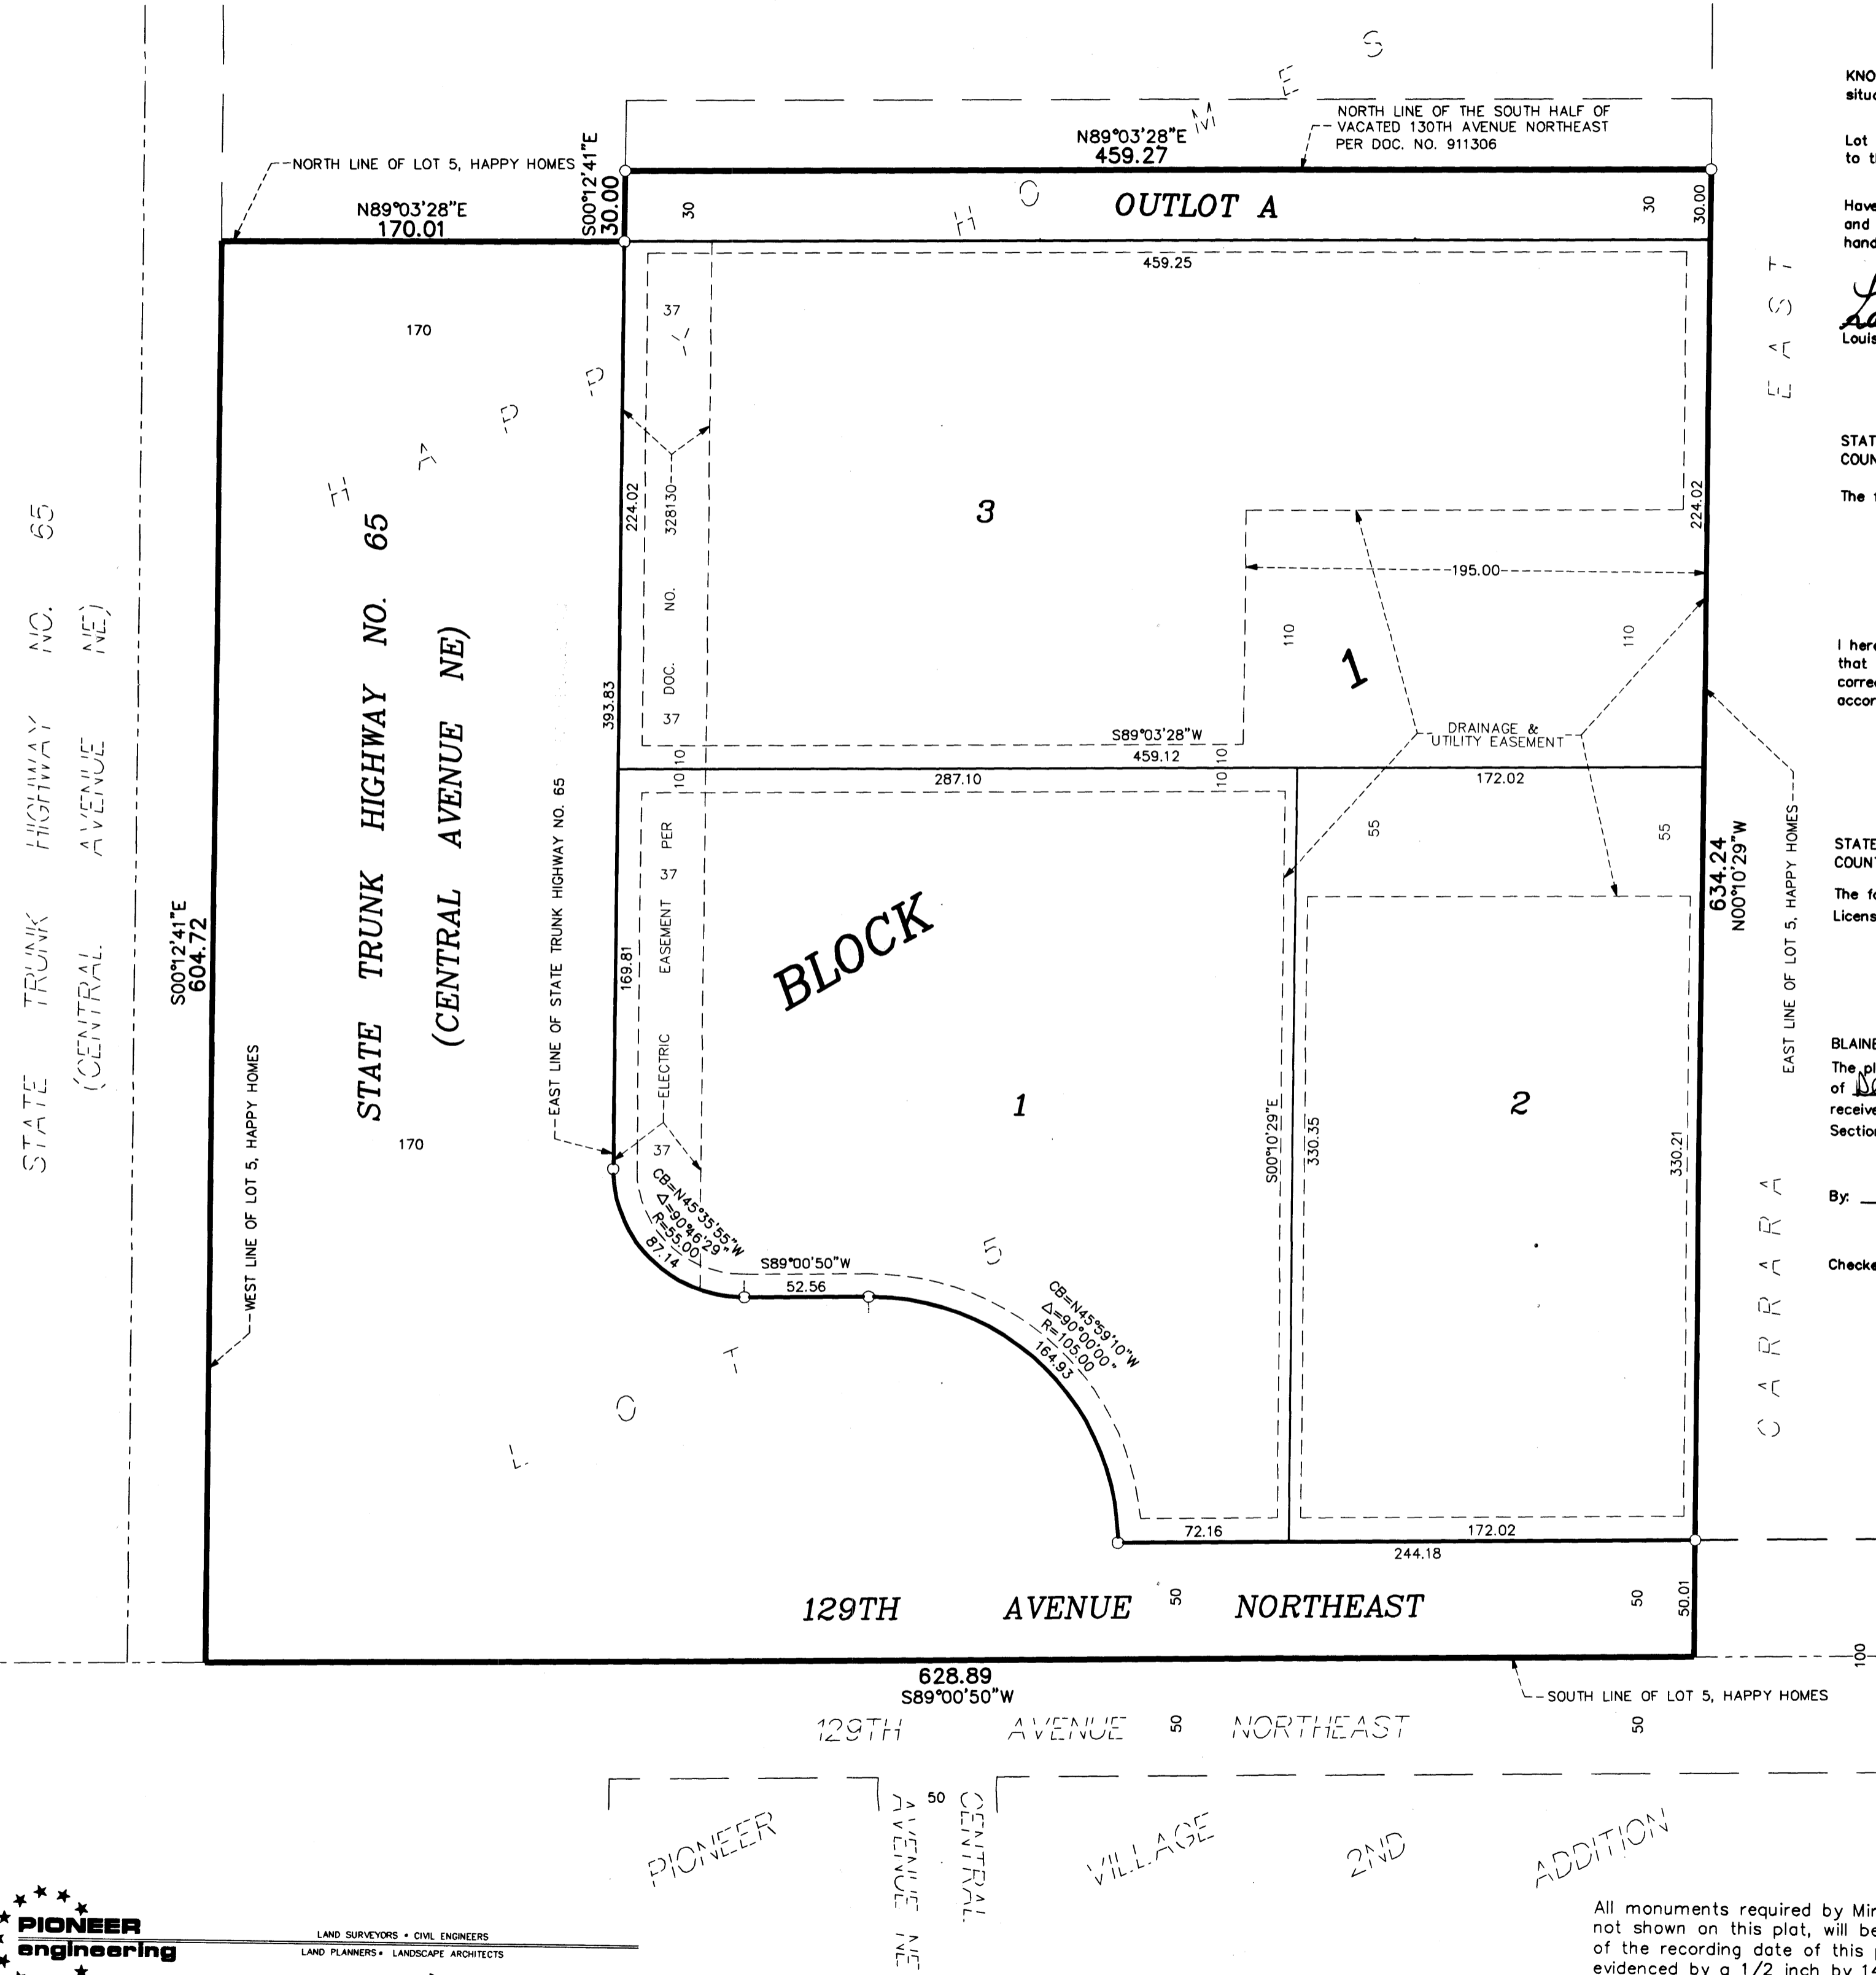 H A P P Y H O M E S
NORTH LINE OF THE SOUTH HALF OF
VACATED 130TH AVENUE NORTHEAST
PER DOC. NO. 911306
N89°03'28"E
459.27
NORTH LINE OF LOT 5, HAPPY HOMES
S00°12'41"E
30.00
N89°03'28"E
170.01
30
OUTLOT A
30
30.00
459.25
170
37
EAST
STATE TRUNK HIGHWAY NO. 65
(CENTRAL AVENUE NE)
STATE TRUNK HIGHWAY NO. 65
(CENTRAL AVENUE NE)
224.02
3
224.02
195.00
110
110
393.83
ELECTRIC EASEMENT PER DOC. NO. 328130
37
1
DRAINAGE &
UTILITY EASEMENT
S89°03'28"W
459.12
10 10
10 10
287.10
172.02
55
55
37
EAST LINE OF STATE TRUNK HIGHWAY NO. 65
634.24
N00°10'29"W
EAST LINE OF LOT 5, HAPPY HOMES
S00°12'41"E
604.72
169.81
BLOCK
WEST LINE OF LOT 5, HAPPY HOMES
1
2
S00°10'29"E
330.35
330.21
170
37
CB=N45°35'55"W
Δ=90°46'29"
R=55.00
87.14
S89°00'50"W
52.56
CB=N45°59'10"W
Δ=90°00'00"
R=105.00
164.93
LOT 5
CARRARA
72.16
172.02
244.18
129TH AVENUE NORTHEAST
50
50
50.01
100
628.89
S89°00'50"W
SOUTH LINE OF LOT 5, HAPPY HOMES
129TH AVENUE NORTHEAST
50
50
50
CENTRAL
AVENUE NE
PIONEER VILLAGE 2ND ADDITION
PIONEER
engineering
LAND SURVEYORS • CIVIL ENGINEERS
LAND PLANNERS • LANDSCAPE ARCHITECTS
KNO
situa
Lot
to th
Have
and
hand
Louis
STAT
COUN
The f
I here
that
correc
accor
STATE
COUNT
The fo
Licens
BLAINE
The pl
of
receive
Section
By:
Checke
All monuments required by Min
not shown on this plat, will be
of the recording date of this p
evidenced by a 1/2 inch by 14